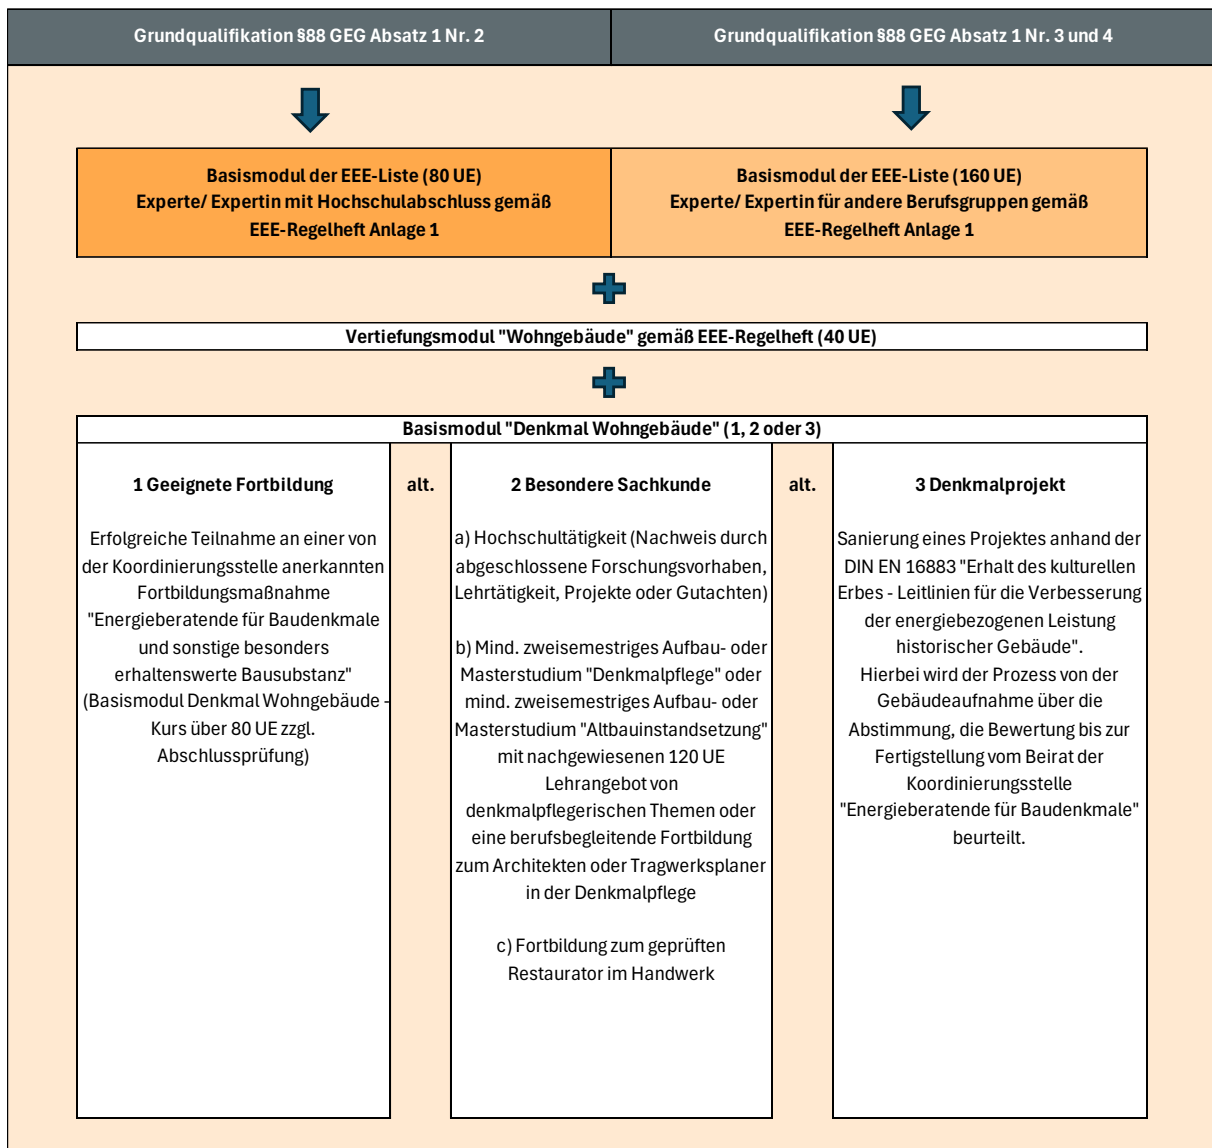 Grundqualifikation §88 GEG Absatz 1 Nr. 2
Grundqualifikation §88 GEG Absatz 1 Nr. 3 und 4
Basismodul der EEE-Liste (80 UE)
Experte/ Expertin mit Hochschulabschluss gemäß
EEE-Regelheft Anlage 1
Basismodul der EEE-Liste (160 UE)
Experte/ Expertin für andere Berufsgruppen gemäß
EEE-Regelheft Anlage 1
Vertiefungsmodul "Wohngebäude" gemäß EEE-Regelheft (40 UE)
Basismodul "Denkmal Wohngebäude" (1, 2 oder 3)
1 Geeignete Fortbildung
Erfolgreiche Teilnahme an einer von
der Koordinierungsstelle anerkannten
Fortbildungsmaßnahme
"Energieberatende für Baudenkmale
und sonstige besonders
erhaltenswerte Bausubstanz"
(Basismodul Denkmal Wohngebäude -
Kurs über 80 UE zzgl.
Abschlussprüfung)
alt.
2 Besondere Sachkunde
a) Hochschultätigkeit (Nachweis durch
abgeschlossene Forschungsvorhaben,
Lehrtätigkeit, Projekte oder Gutachten)
b) Mind. zweisemestriges Aufbau- oder
Masterstudium "Denkmalpflege" oder
mind. zweisemestriges Aufbau- oder
Masterstudium "Altbauinstandsetzung"
mit nachgewiesenen 120 UE
Lehrangebot von
denkmalpflegerischen Themen oder
eine berufsbegleitende Fortbildung
zum Architekten oder Tragwerksplaner
in der Denkmalpflege
c) Fortbildung zum geprüften
Restaurator im Handwerk
alt.
3 Denkmalprojekt
Sanierung eines Projektes anhand der
DIN EN 16883 "Erhalt des kulturellen
Erbes - Leitlinien für die Verbesserung
der energiebezogenen Leistung
historischer Gebäude".
Hierbei wird der Prozess von der
Gebäudeaufnahme über die
Abstimmung, die Bewertung bis zur
Fertigstellung vom Beirat der
Koordinierungsstelle
"Energieberatende für Baudenkmale"
beurteilt.